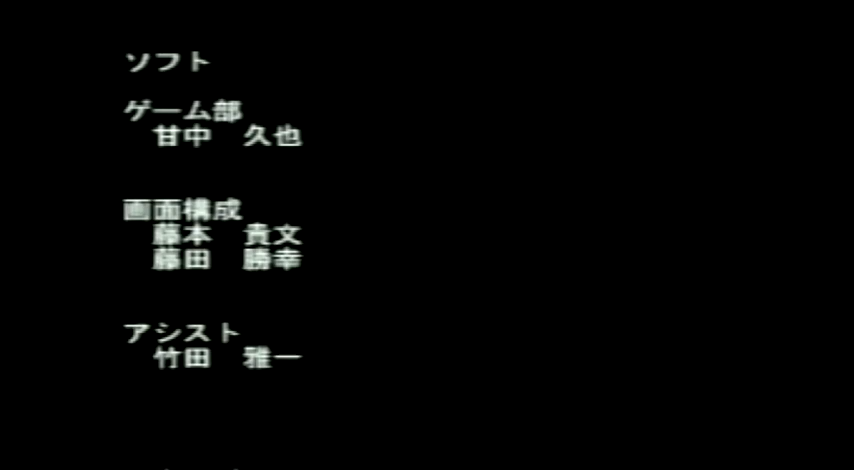 ソフト
ゲーム部
甘中　久也
画面構成
藤本　貴文
藤田　勝幸
アシスト
竹田　雅一